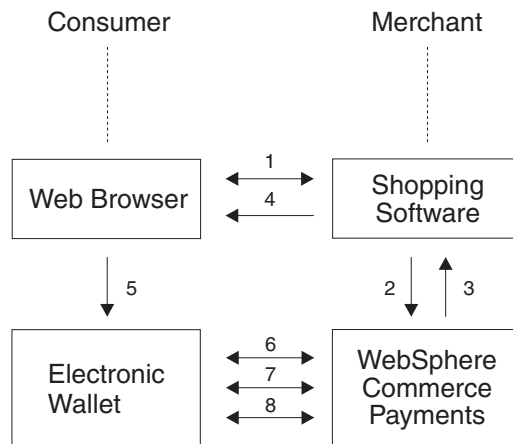 Consumer
Merchant
1
Web Browser
Shopping
Software
4
5
2
3
6
Electronic
Wallet
7
8
WebSphere
Commerce
Payments